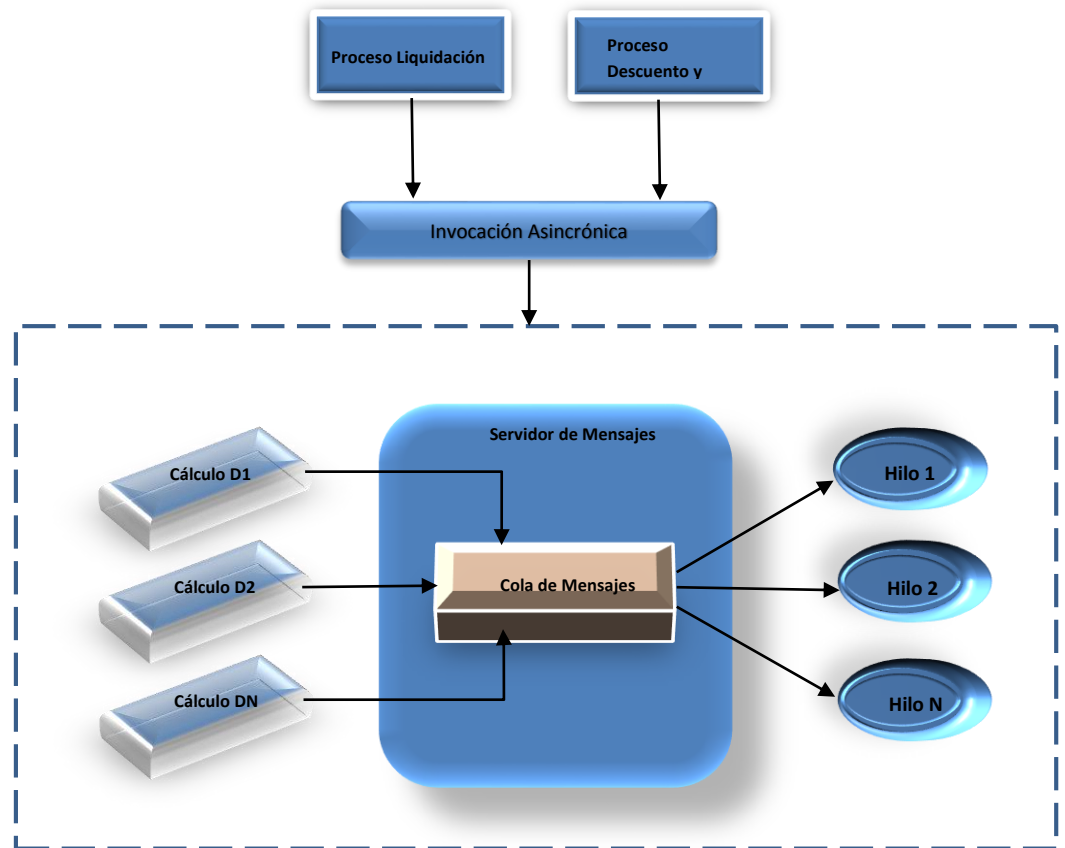 Proceso Liquidación
Proceso
Descuento y
Invocación Asincrónica
Servidor de Mensajes
Cálculo D1
Hilo 1
Cálculo D2
Cola de Mensajes
Hilo 2
Cálculo DN
Hilo N